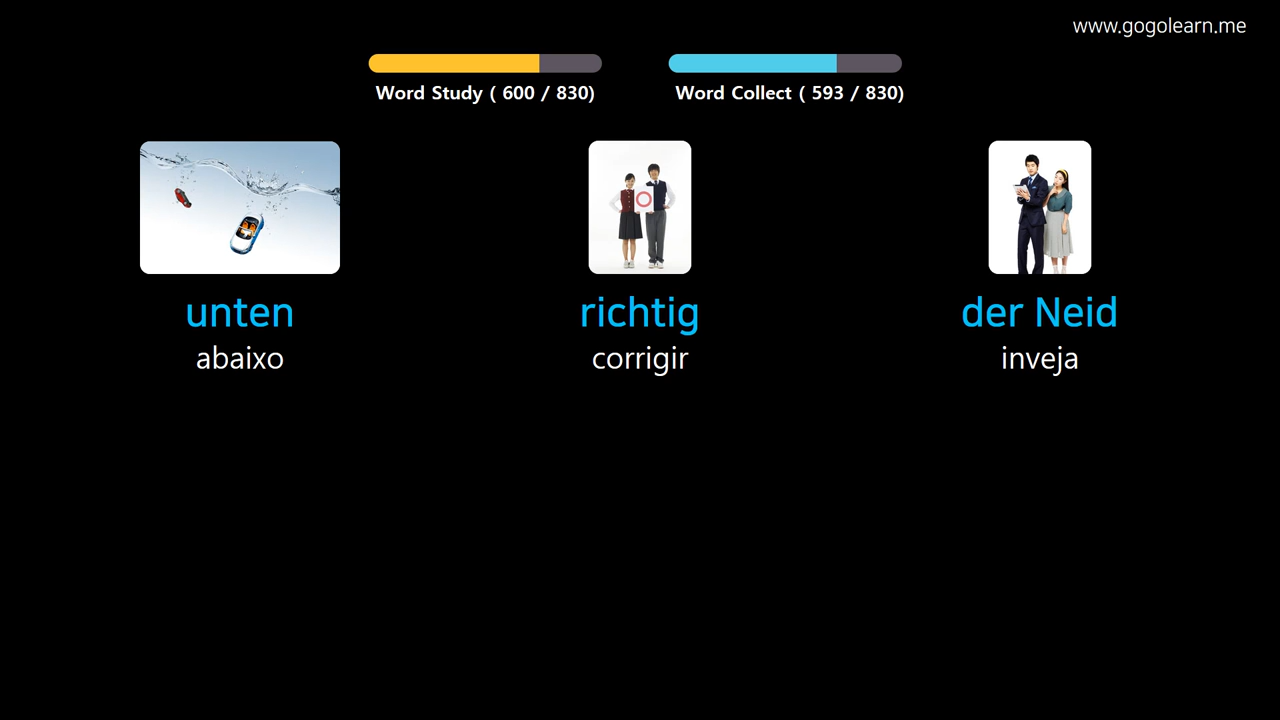 www.gogolearn.me
Word Study ( 600 / 830)
Word Collect ( 593 / 830)
unten
abaixo
richtig
corrigir
der Neid
inveja